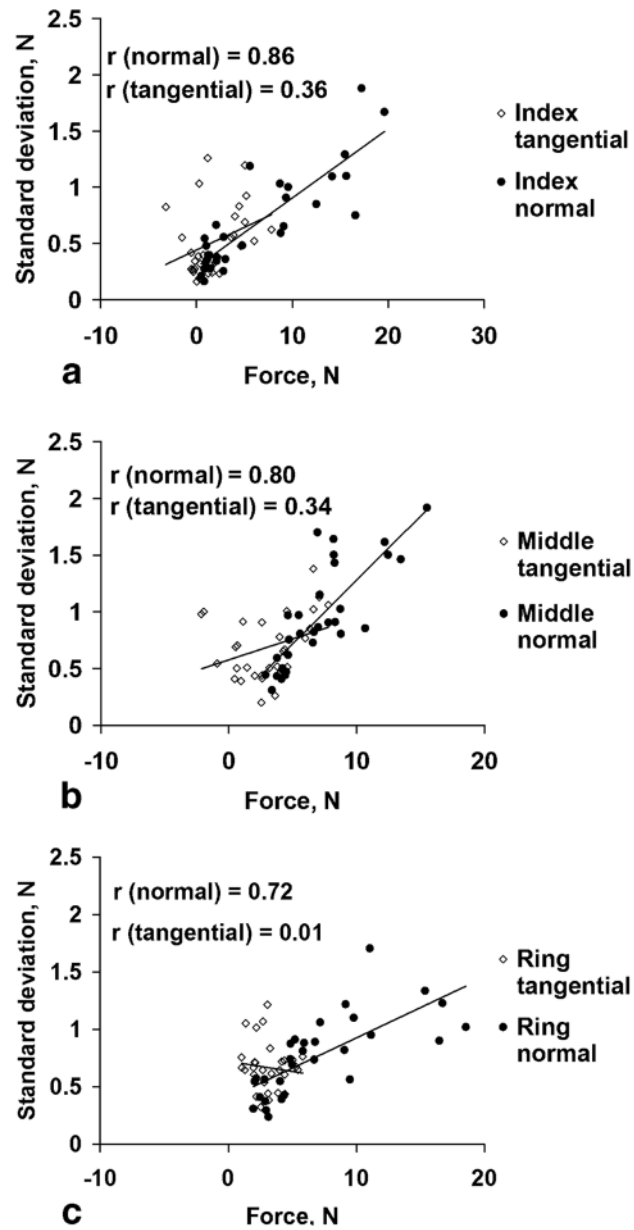 2.5
2
1.5
1
0.5
0
Standard deviation, N
r (normal) = 0.86
r (tangential) = 0.36
Index
tangential
Index
normal
-10
0
10
20
30
Force, N
a
2.5
2
1.5
1
0.5
0
Standard deviation, N
r (normal) = 0.80
r (tangential) = 0.34
Middle
tangential
Middle
normal
-10
0
10
20
Force, N
b
2.5
2
1.5
1
0.5
0
Standard deviation, N
r (normal) = 0.72
r (tangential) = 0.01
Ring
tangential
Ring
normal
-10
0
10
20
Force, N
c